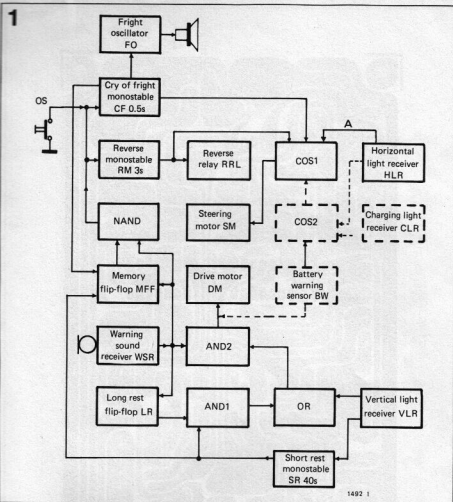 1
Fright
oscillator
FO
Cry of fright
monostable
CF 0.5s
OS
A
Reverse
monostable
RM 3s
Reverse
relay RRL
COS1
Horizontal
light receiver
HLR
NAND
Steering
motor SM
COS2
Charging light
receiver CLR
Memory
flip-flop MFF
Drive motor
DM
Battery
warning
sensor BW
Warning
sound
receiver WSR
AND2
Long rest
flip-flop LR
AND1
OR
Vertical light
receiver VLR
Short rest
monostable
SR 40s
1492 1